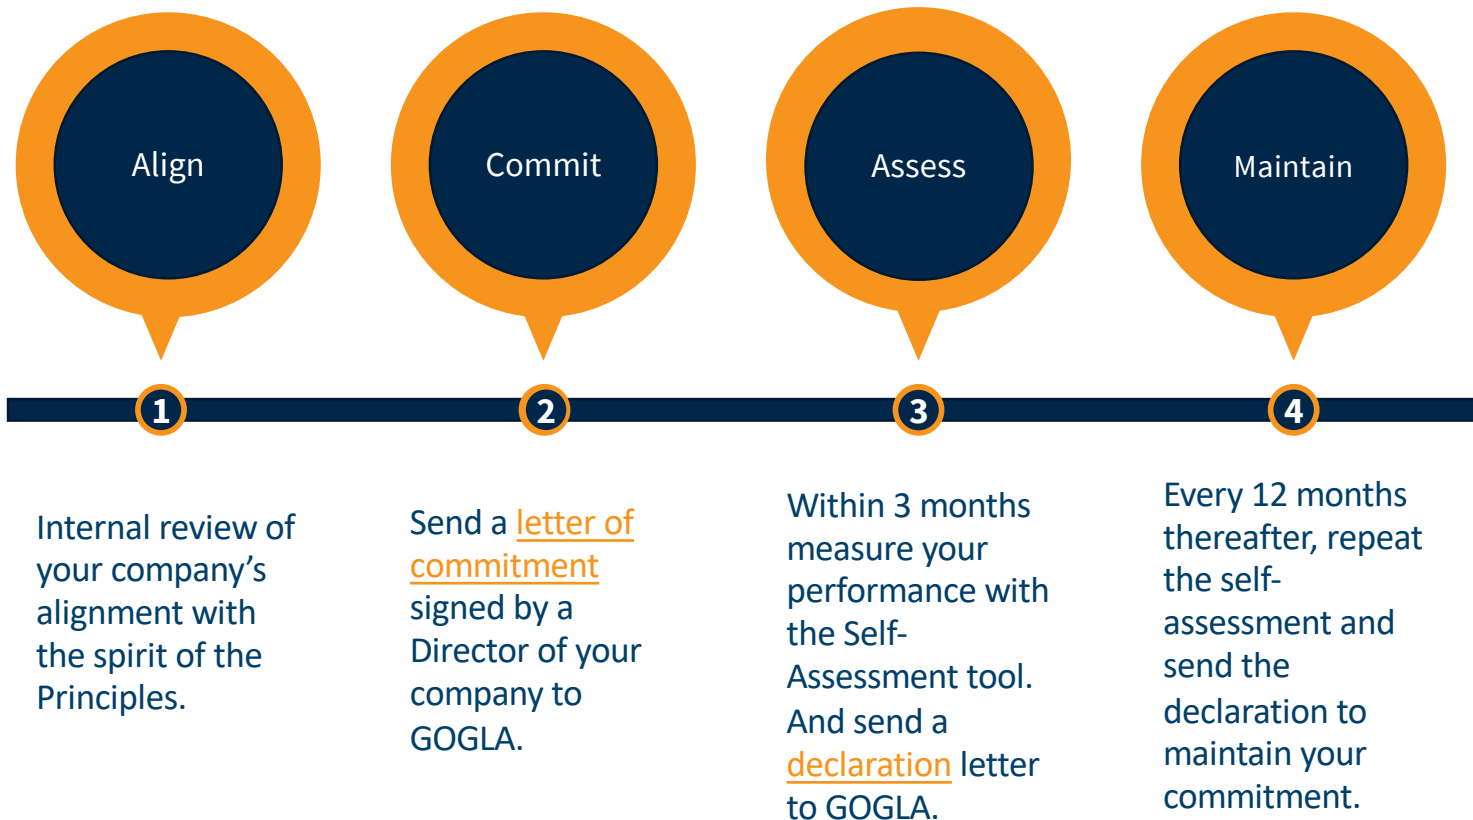 Align
Commit
Assess
Maintain
1
2
3
4
Internal review of
your company’s
alignment with
the spirit of the
Principles.
Send a letter of
commitment
signed by a
Director of your
company to
GOGLA.
Within 3 months
measure your
performance with
the Self-
Assessment tool.
And send a
declaration letter
to GOGLA.
Every 12 months
thereafter, repeat
the self-
assessment and
send the
declaration to
maintain your
commitment.